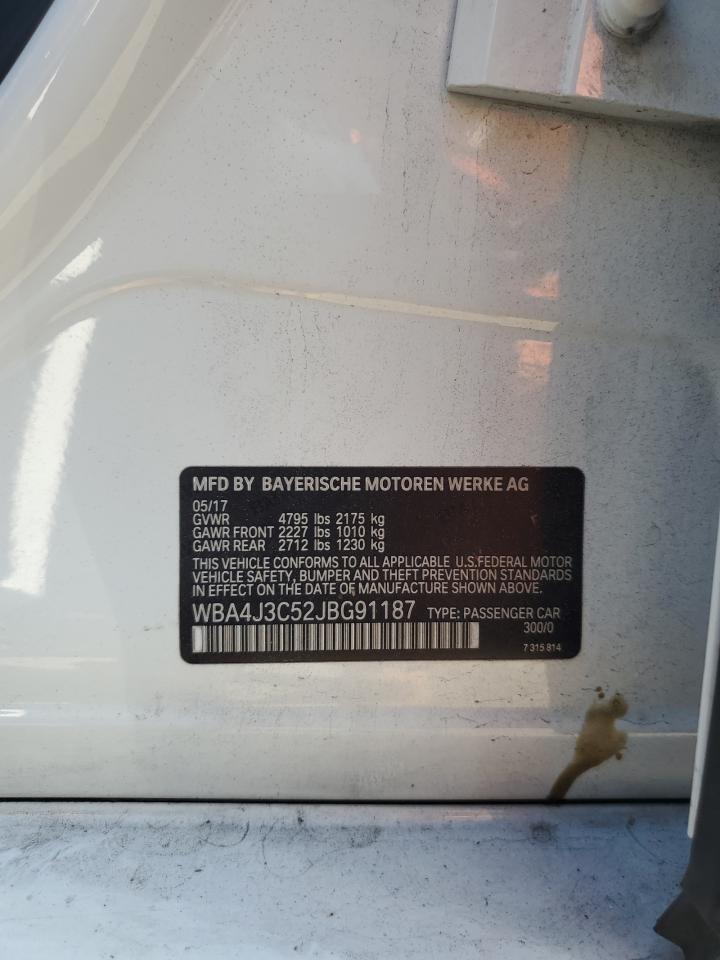 MFD BY BAYERISCHE MOTOREN WERKE AG
05/17
GVWR 4795 lbs 2175 kg
GAWR FRONT 2227 lbs 1010 kg
GAWR REAR 2712 lbs 1230 kg
THIS VEHICLE CONFORMS TO ALL APPLICABLE U.S.FEDERAL MOTOR
VEHICLE SAFETY, BUMPER AND THEFT PREVENTION STANDARDS
IN EFFECT ON THE DATE OF MANUFACTURE SHOWN ABOVE.
WBA4J3C52JBG91187 TYPE: PASSENGER CAR
300/0
7 315 814